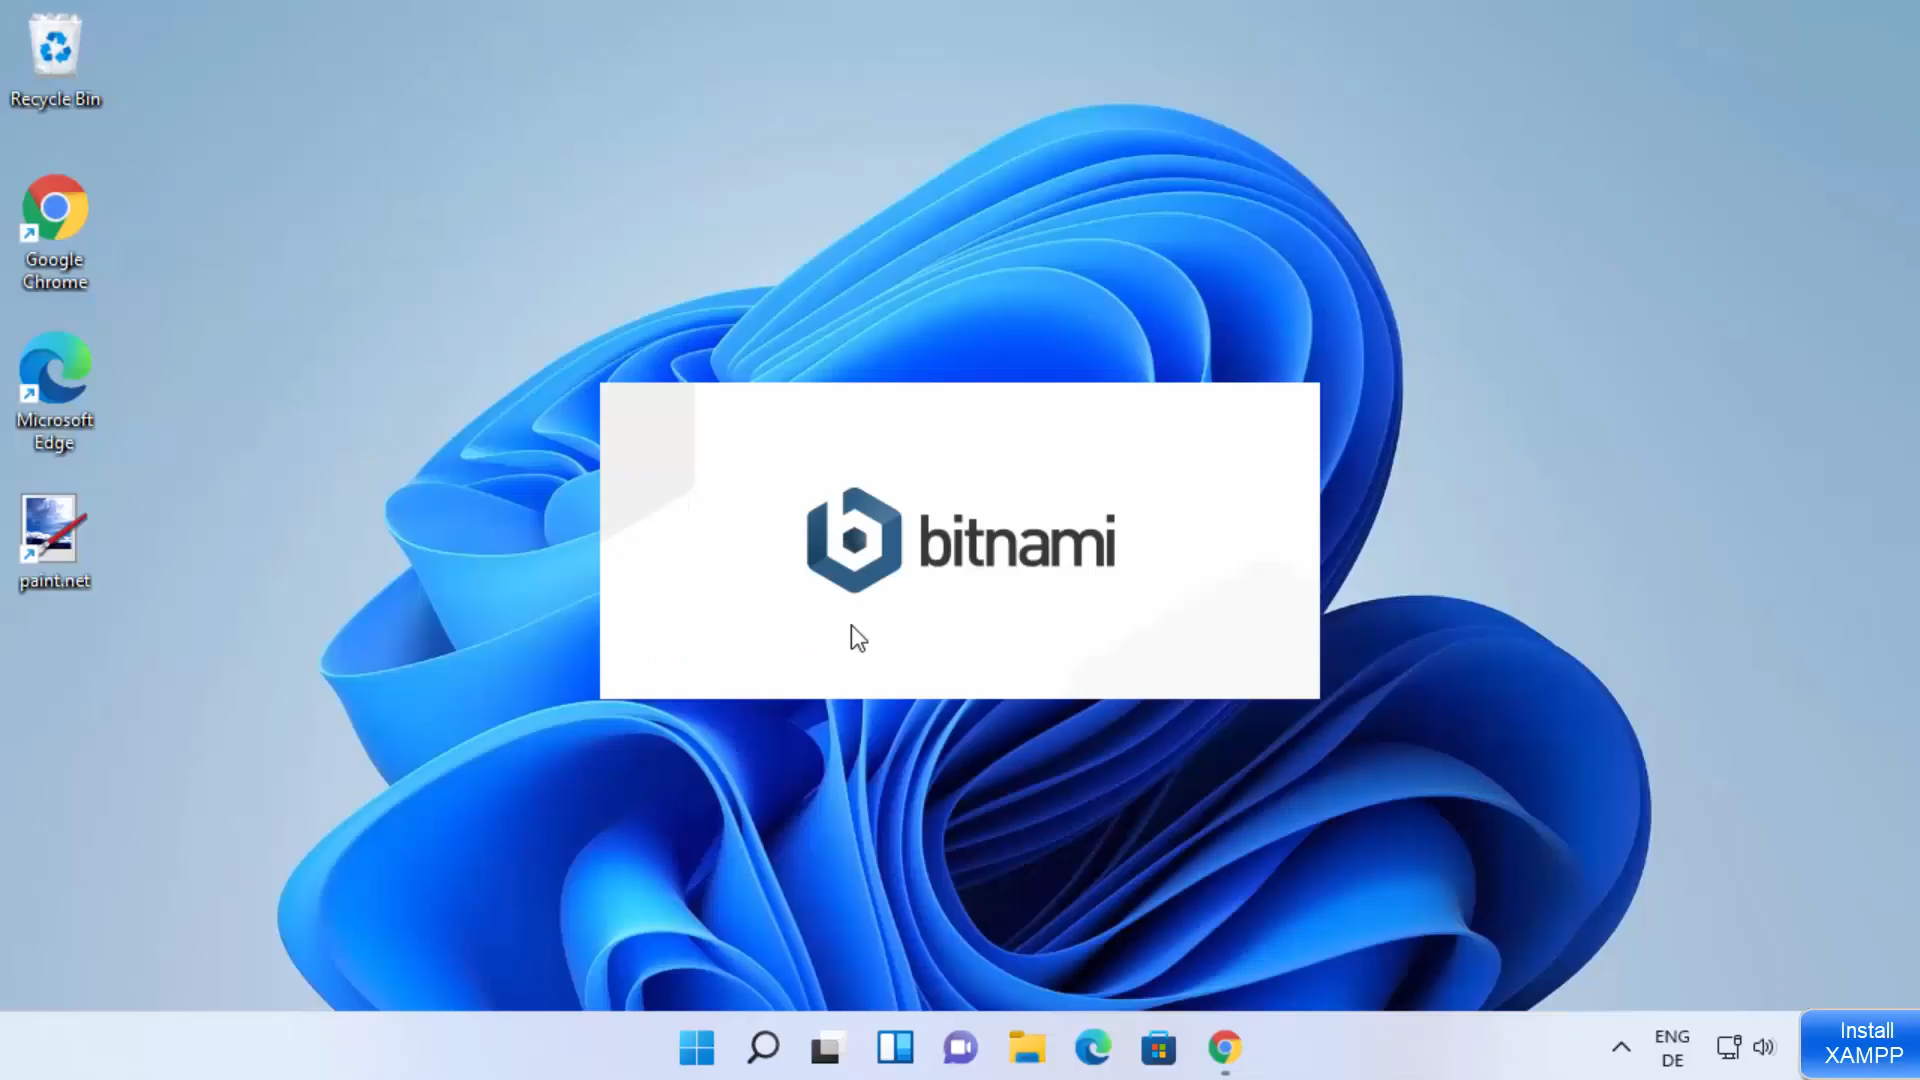 Recycle Bin
Google
Chrome
Microsoft
Edge
paint.net
bitnami
ENG
DE
Install
XAMPP